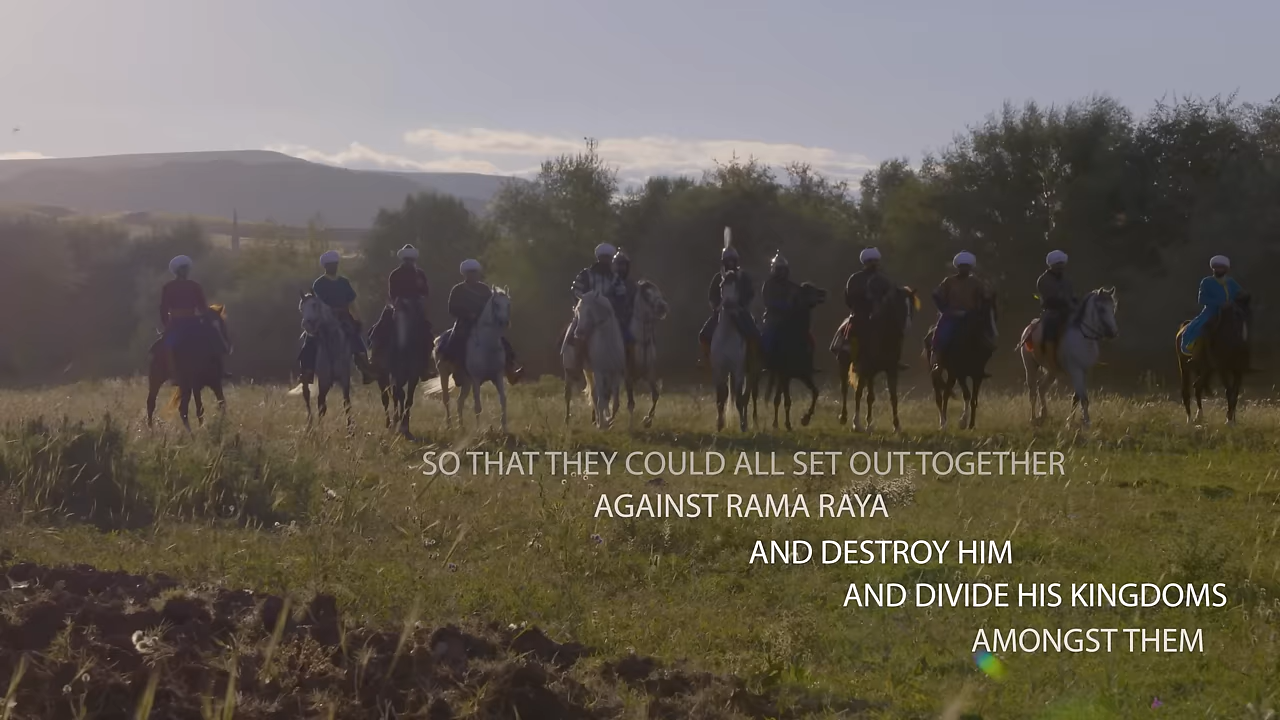 SO THAT THEY COULD ALL SET OUT TOGETHER
AGAINST RAMA RAYA
AND DESTROY HIM
AND DIVIDE HIS KINGDOMS
AMONGST THEM